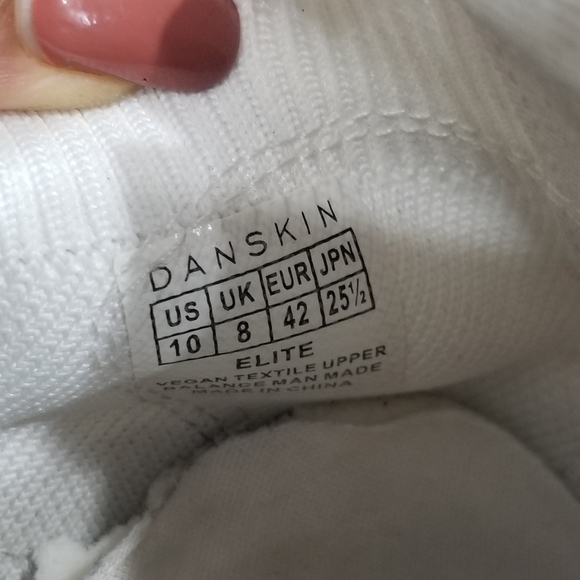 DANSKIN
US UK EUR JPN
10 8 42 25½
ELITE
VEGAN TEXTILE UPPER
BALANCE MAN MADE
MADE IN CHINA